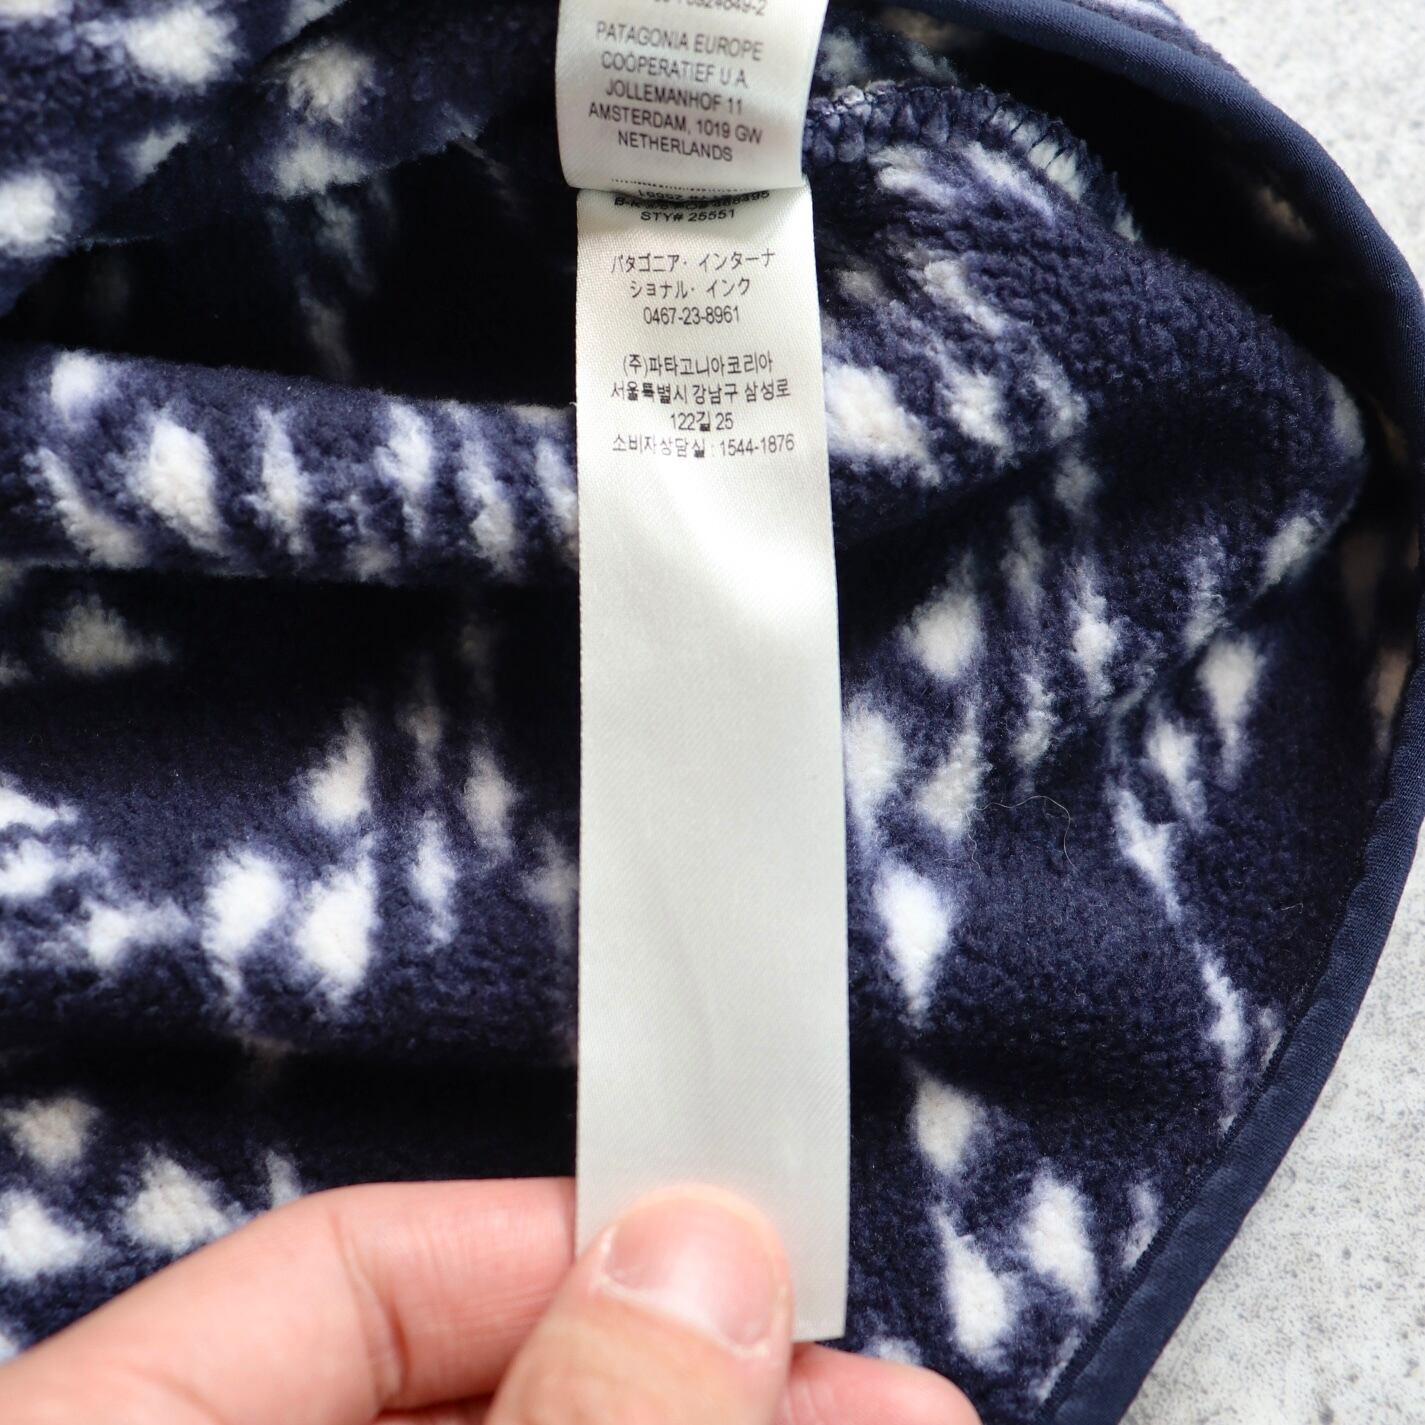 PATAGONIA EUROPE
COÖPERATIEF U.A.
JOLLEMANHOF 11
AMSTERDAM, 1019 GW
NETHERLANDS
STY# 25551
パタゴニア・インターナ
ショナル・インク
0467-23-8961
(주)파타고니아코리아
서울특별시 강남구 삼성로
122길 25
소비자상담실 : 1544-1876